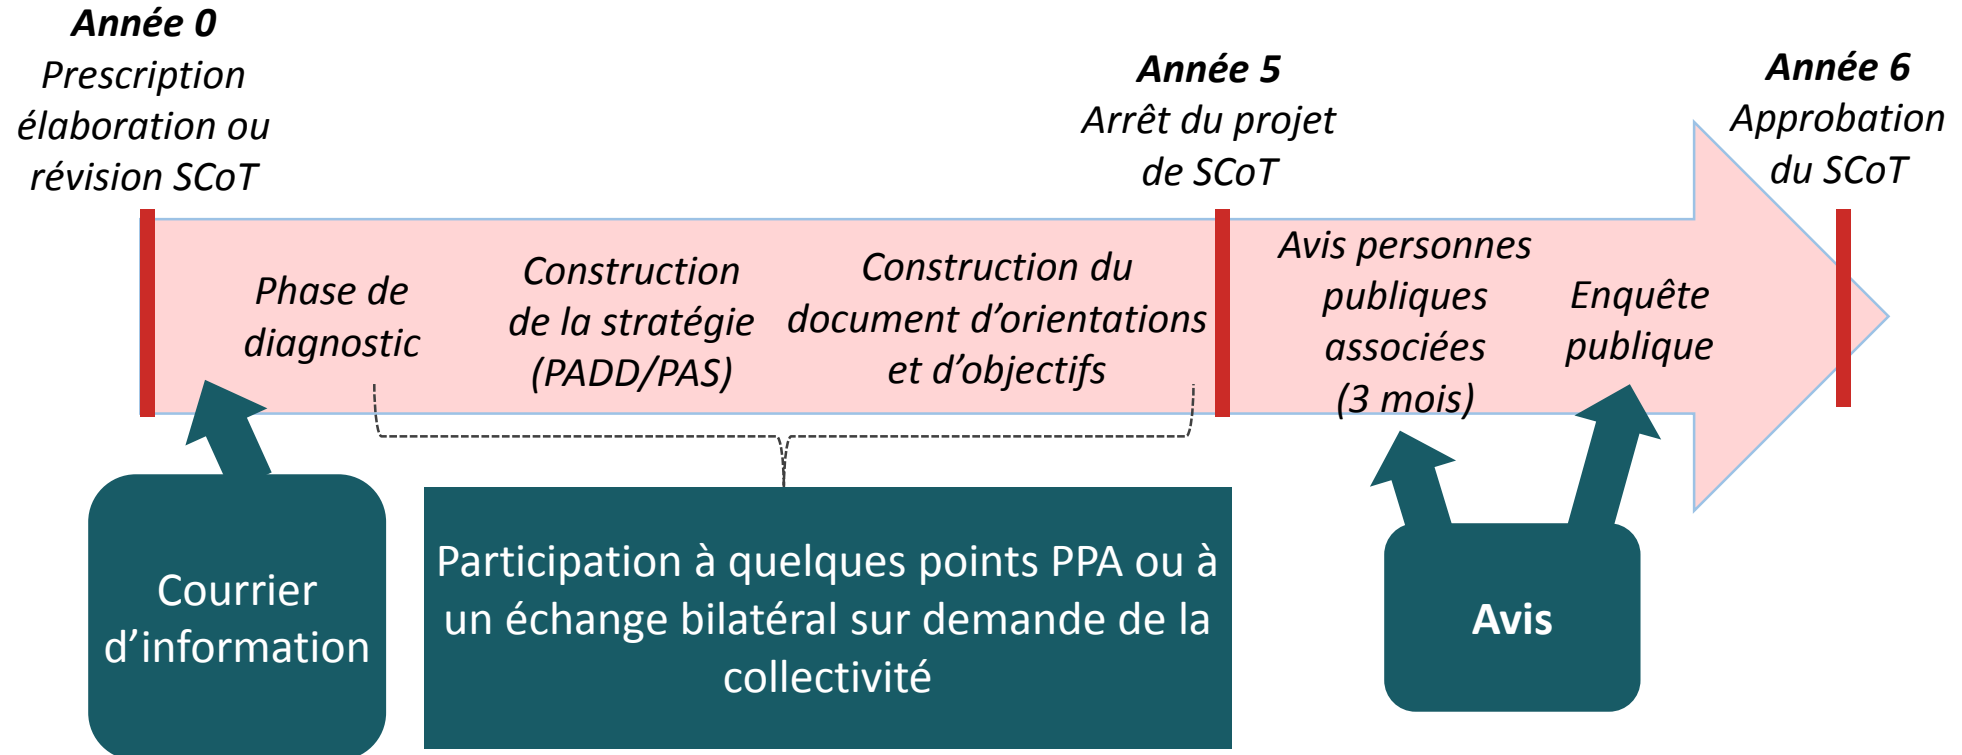 Année 0
Prescription
élaboration ou
révision SCoT
Année 5
Arrêt du projet
de SCoT
Année 6
Approbation
du SCoT
Phase de
diagnostic
Construction
de la stratégie
(PADD/PAS)
Construction du
document d’orientations
et d’objectifs
Avis personnes
publiques
associées
(3 mois)
Enquête
publique
Courrier
d’information
Participation à quelques points PPA ou à
un échange bilatéral sur demande de la
collectivité
Avis